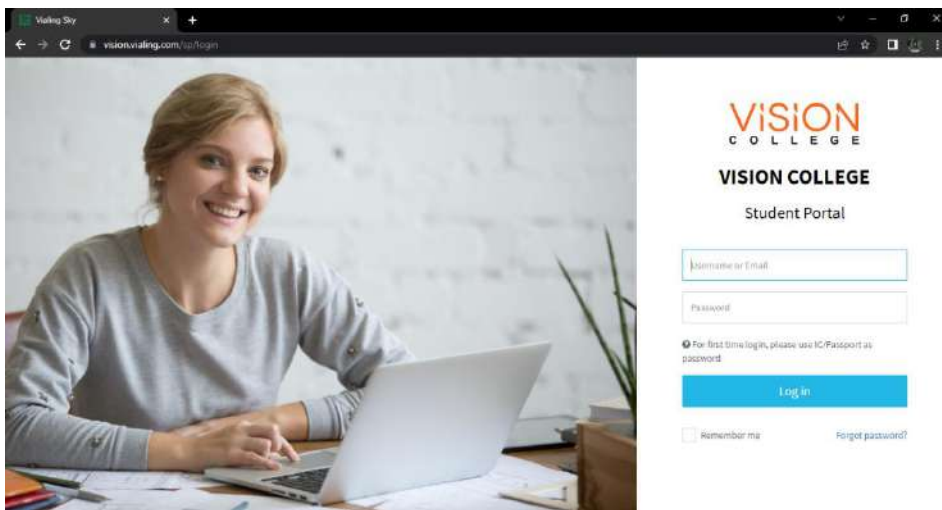 Vialing Sky
vision.vialing.com/sp/login
ViSiON
COLLEGE
VISION COLLEGE
Student Portal
Username or Email
Password
For first time login, please use IC/Passport as
password
Log in
Remember me
Forgot password?